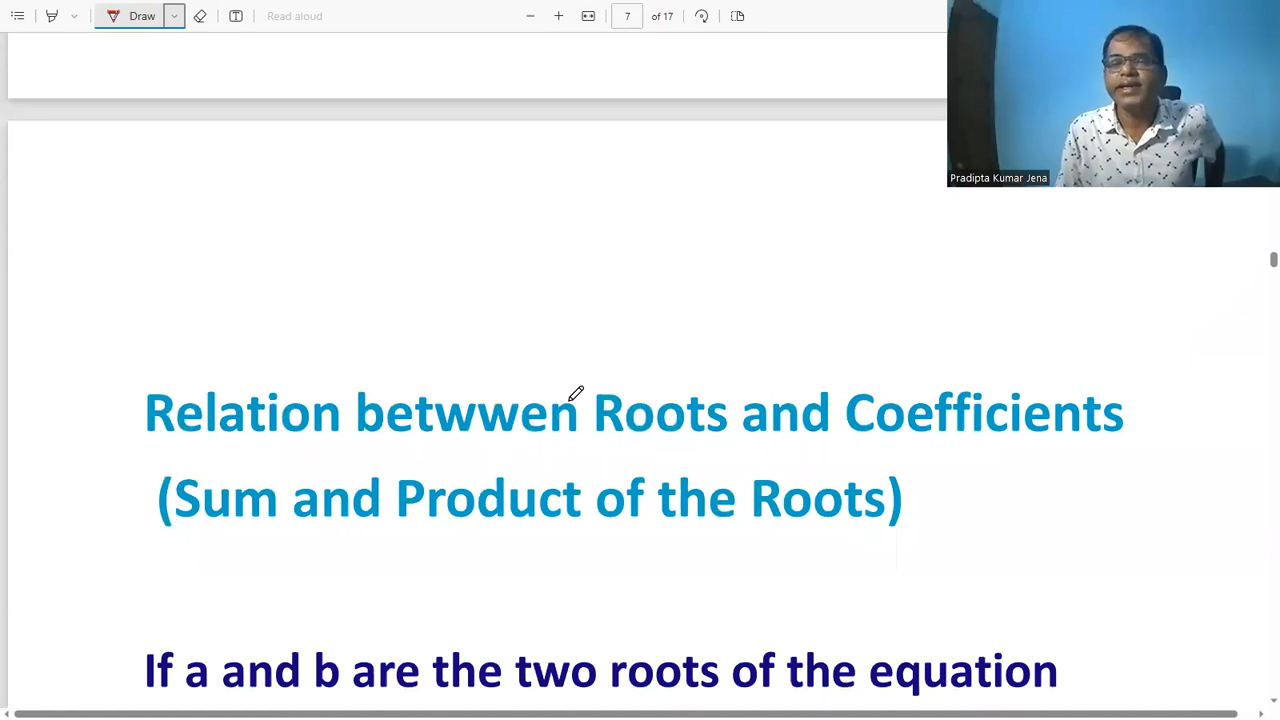 Draw
Read aloud
7
of 17
Pradipta Kumar Jena
Relation betwwen Roots and Coefficients
(Sum and Product of the Roots)
If a and b are the two roots of the equation